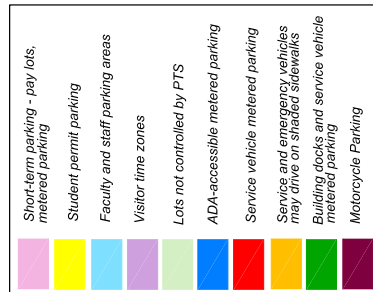 Short-term parking - pay lots,
metered parking
Student permit parking
Faculty and staff parking areas
Visitor time zones
Lots not controlled by PTS
ADA-accessible metered parking
Service vehicle metered parking
Service and emergency vehicles
may drive on shaded sidewalks
Building docks and service vehicle
metered parking
Motorcycle Parking